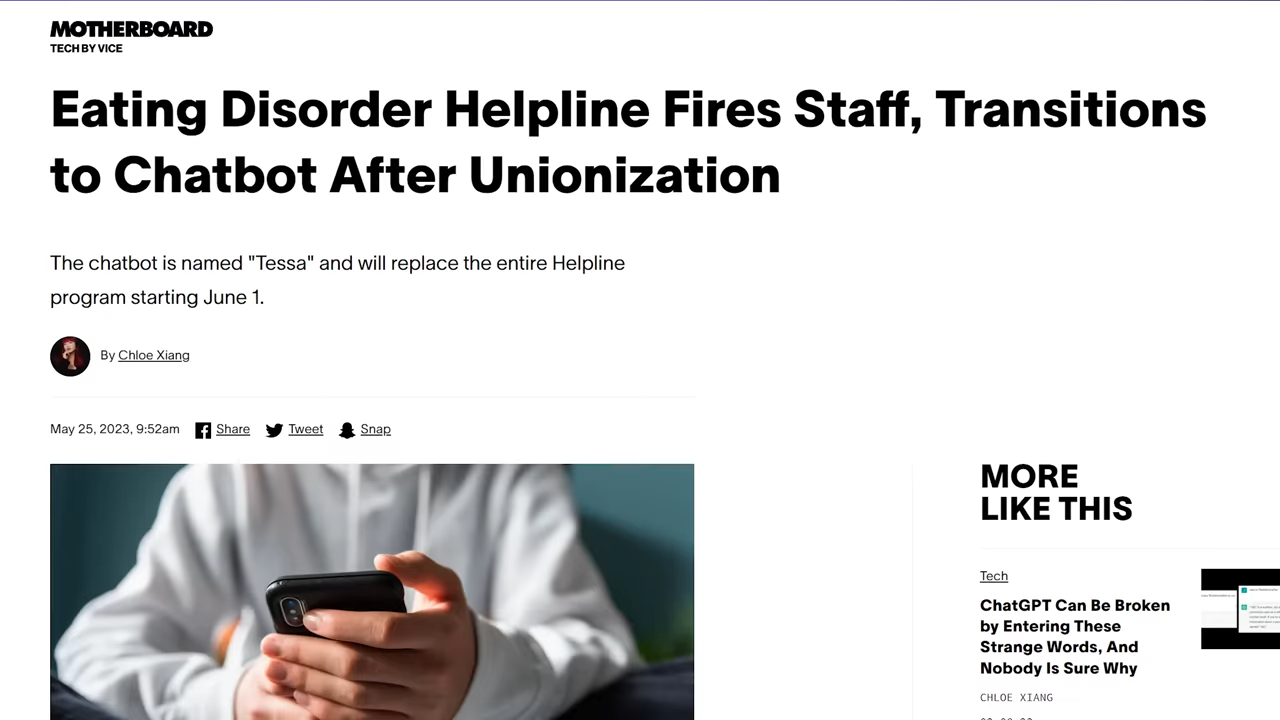 MOTHERBOARD
TECH BY VICE
Eating Disorder Helpline Fires Staff, Transitions
to Chatbot After Unionization
The chatbot is named "Tessa" and will replace the entire Helpline
program starting June 1.
By Chloe Xiang
May 25, 2023, 9:52am Share Tweet Snap
MORE
LIKE THIS
Tech
ChatGPT Can Be Broken
by Entering These
Strange Words, And
Nobody Is Sure Why
CHLOE XIANG